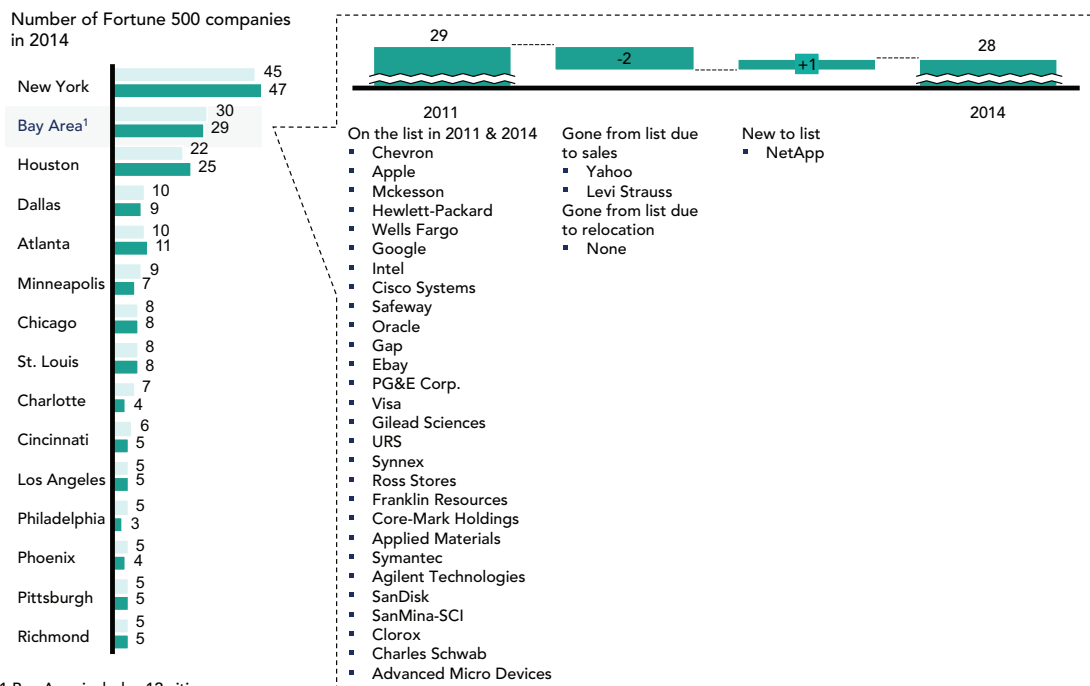 Number of Fortune 500 companies
in 2014
New York
45
47
Bay Area1
30
29
Houston
22
25
Dallas
10
9
Atlanta
10
11
Minneapolis
9
7
Chicago
8
8
St. Louis
8
8
Charlotte
7
4
Cincinnati
6
5
Los Angeles
5
5
Philadelphia
5
3
Phoenix
5
4
Pittsburgh
5
5
Richmond
5
5
29
-2
+1
28
2011
2014
On the list in 2011 & 2014
Chevron
Apple
Mckesson
Hewlett-Packard
Wells Fargo
Google
Intel
Cisco Systems
Safeway
Oracle
Gap
Ebay
PG&E Corp.
Visa
Gilead Sciences
URS
Synnex
Ross Stores
Franklin Resources
Core-Mark Holdings
Applied Materials
Symantec
Agilent Technologies
SanDisk
SanMina-SCI
Clorox
Charles Schwab
Advanced Micro Devices
Gone from list due
to sales
Yahoo
Levi Strauss
Gone from list due
to relocation
None
New to list
NetApp